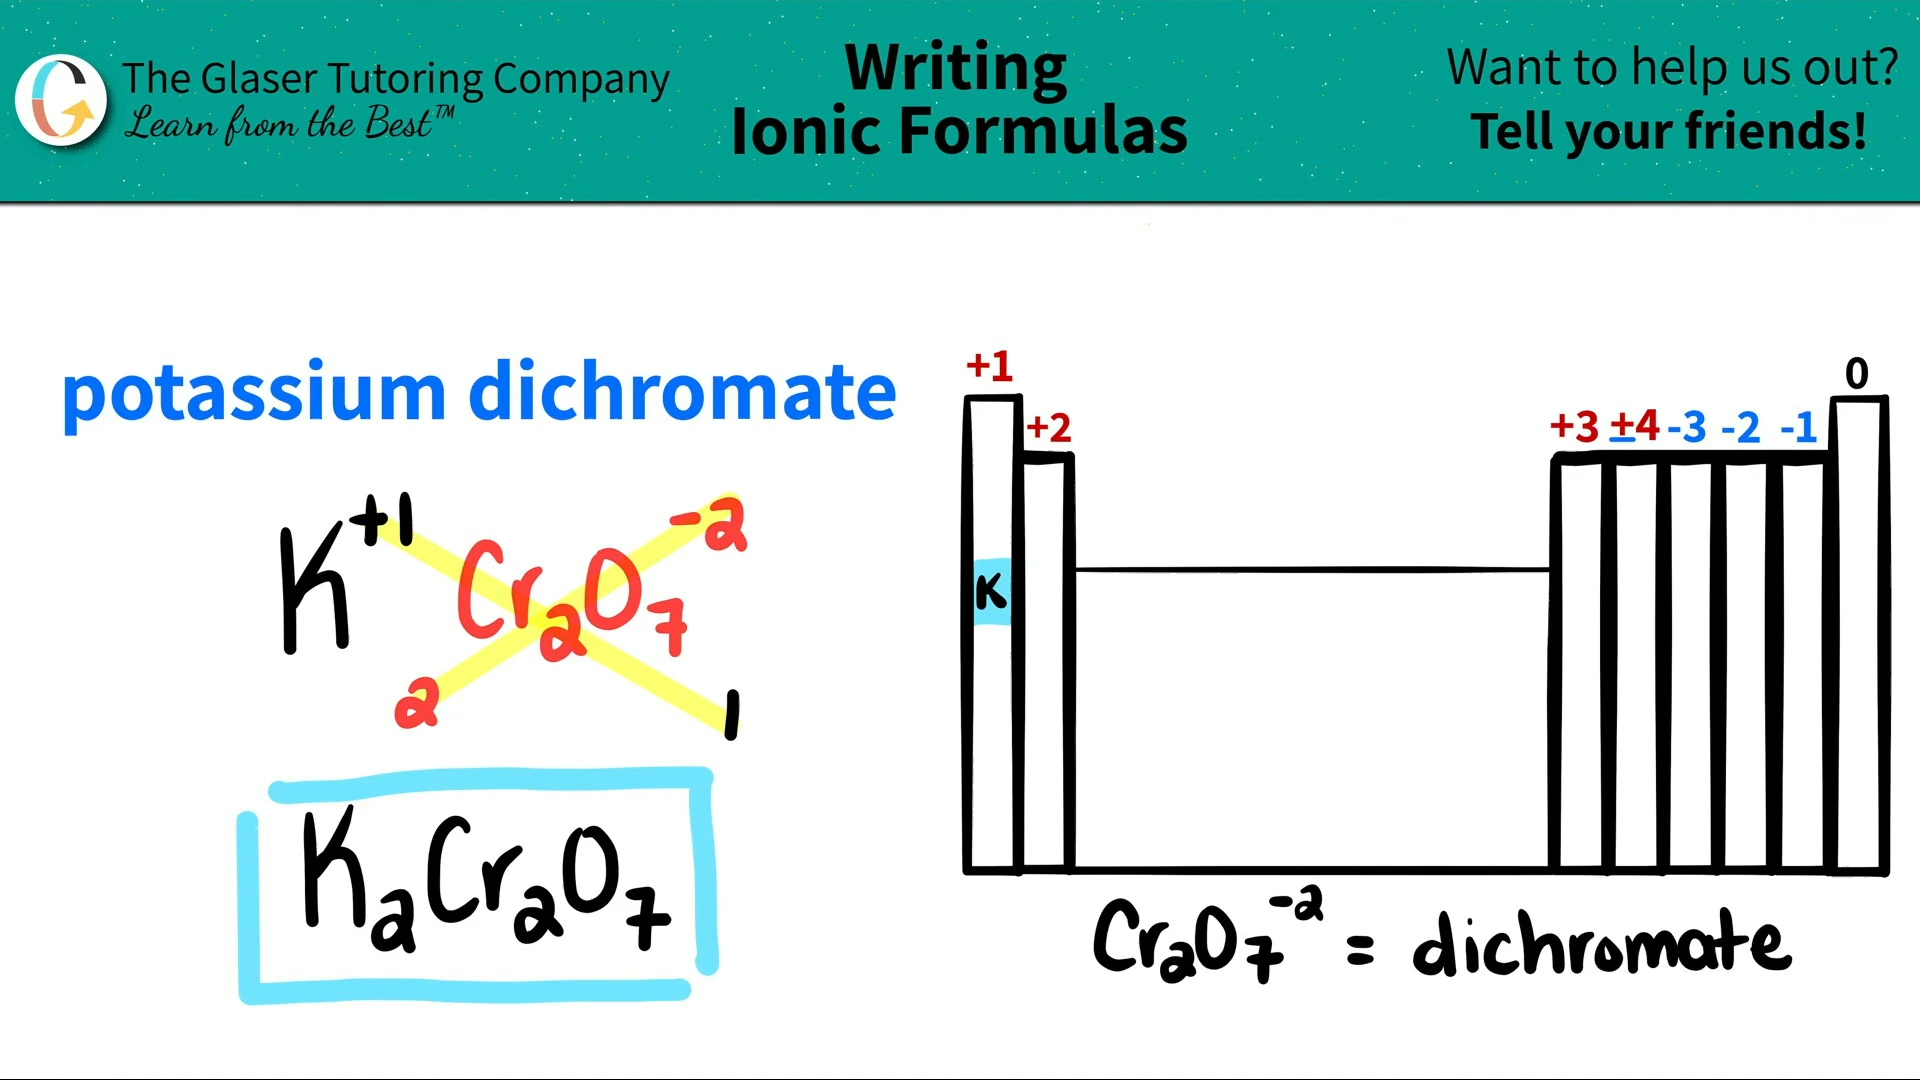 The Glaser Tutoring Company
Learn from the Best™
Writing
Ionic Formulas
Want to help us out?
Tell your friends!
potassium dichromate
K⁺¹ Cr₂O₇⁻²
2 1
K₂Cr₂O₇
+1
+2
+3 ±4 -3 -2 -1
0
K
Cr₂O₇⁻² = dichromate